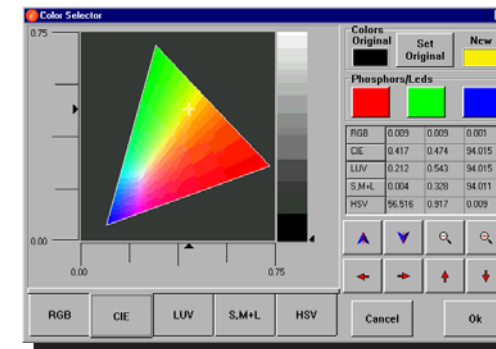 Color Selector
0.75
0.00
0.00 0.75
RGB CIE LUV S,M+L HSV
Colors
Original Set Original New
Phosphors/Leds
RGB 0.009 0.009 0.001
CIE 0.417 0.474 94.015
LUV 0.212 0.543 94.015
S,M+L 0.004 0.328 94.011
HSV 56.516 0.917 0.009
Cancel Ok